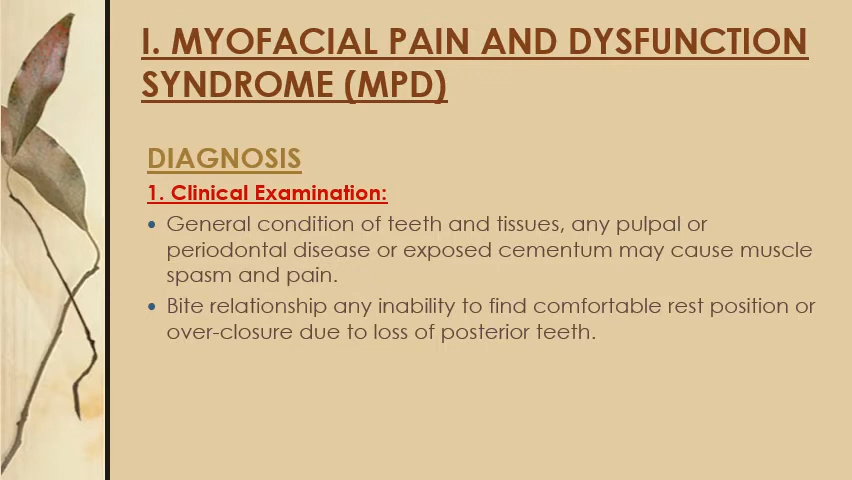 I. MYOFACIAL PAIN AND DYSFUNCTION
SYNDROME (MPD)
DIAGNOSIS
1. Clinical Examination:
• General condition of teeth and tissues, any pulpal or
periodontal disease or exposed cementum may cause muscle
spasm and pain.
• Bite relationship any inability to find comfortable rest position or
over-closure due to loss of posterior teeth.